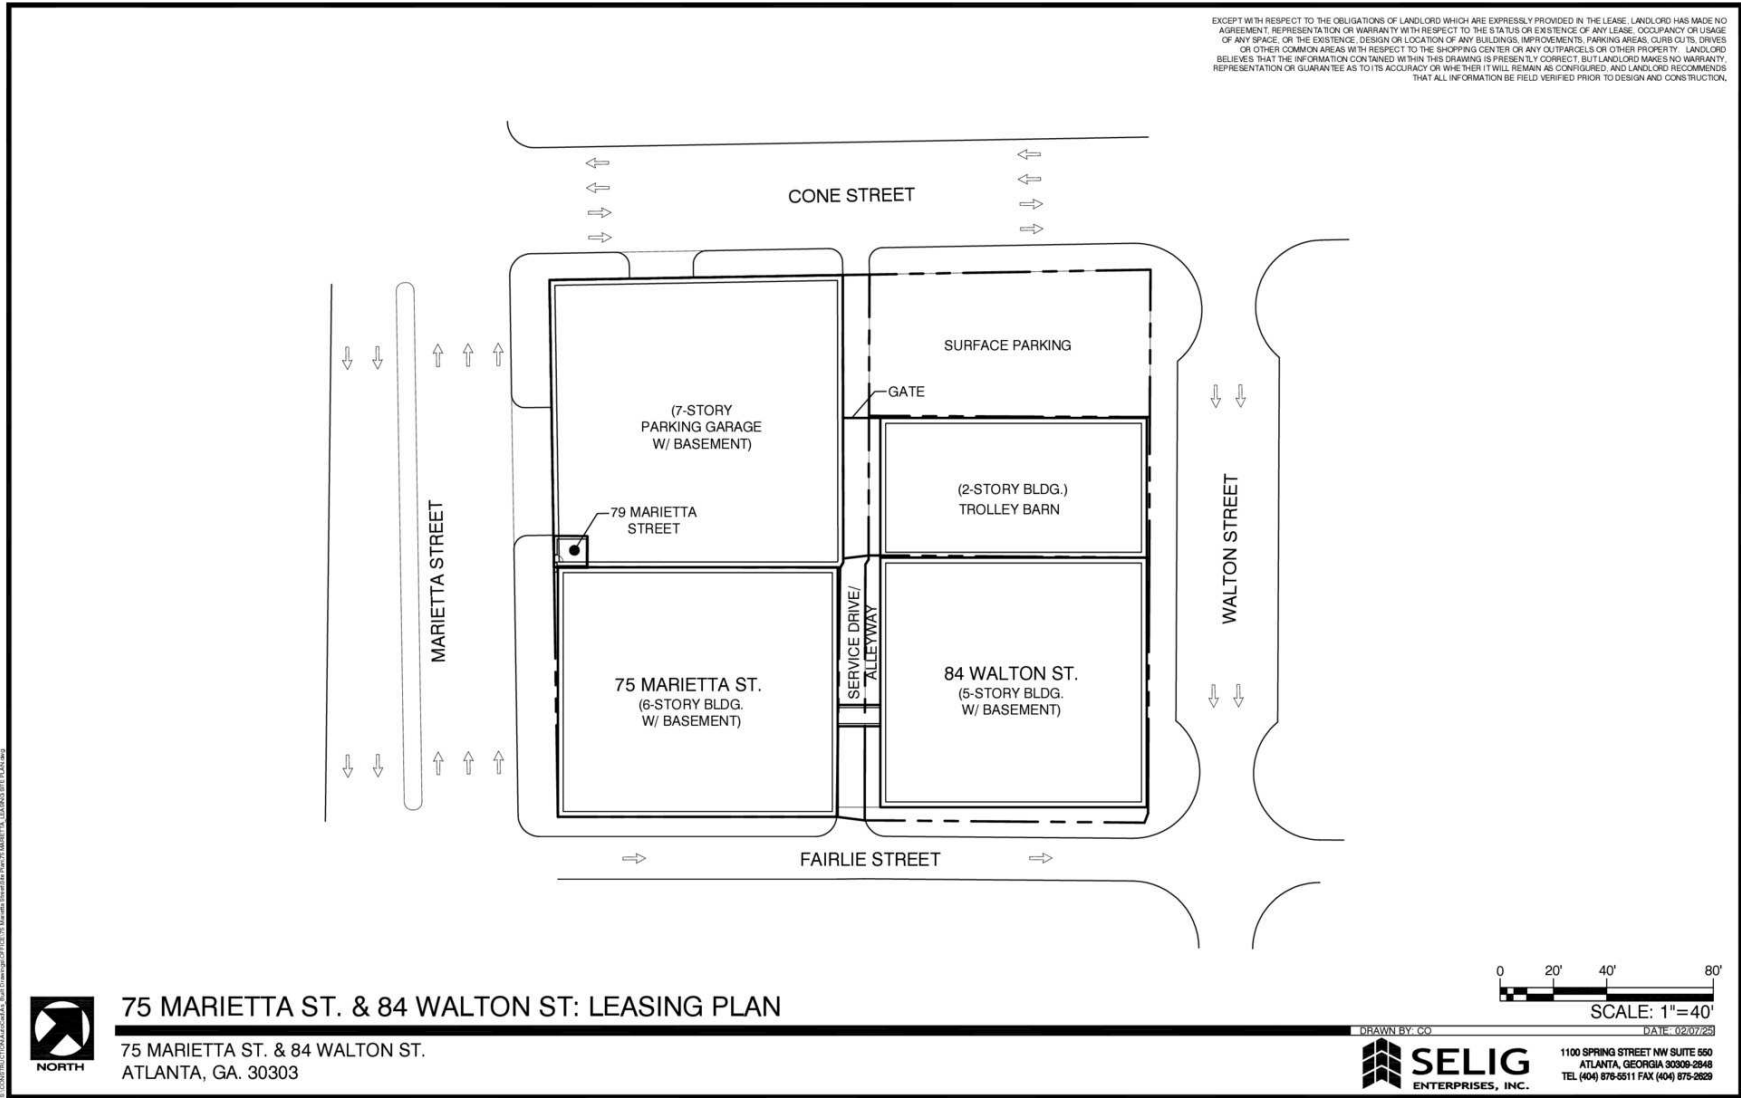 EXCEPT WITH RESPECT TO THE OBLIGATIONS OF LANDLORD WHICH ARE EXPRESSLY PROVIDED IN THE LEASE, LANDLORD HAS MADE NO
AGREEMENT, REPRESENTATION OR WARRANTY WITH RESPECT TO THE STATUS OR EXISTENCE OF ANY LEASE, OCCUPANCY OR USAGE
OF ANY SPACE, OR THE EXISTENCE, DESIGN OR LOCATION OF ANY BUILDINGS, IMPROVEMENTS, PARKING AREAS, CURB CUTS, DRIVES
OR OTHER COMMON AREAS WITH RESPECT TO THE SHOPPING CENTER OR ANY OUTPARCELS OR OTHER PROPERTY. LANDLORD
BELIEVES THAT THE INFORMATION CONTAINED WITHIN THIS DRAWING IS PRESENTLY CORRECT, BUT LANDLORD MAKES NO WARRANTY,
REPRESENTATION OR GUARANTEE AS TO ITS ACCURACY OR WHETHER IT WILL REMAIN AS CONFIGURED, AND LANDLORD RECOMMENDS
THAT ALL INFORMATION BE FIELD VERIFIED PRIOR TO DESIGN AND CONSTRUCTION.
CONE STREET
SURFACE PARKING
GATE
(7-STORY
PARKING GARAGE
W/ BASEMENT)
(2-STORY BLDG.)
TROLLEY BARN
79 MARIETTA
STREET
MARIETTA STREET
WALTON STREET
SERVICE DRIVE/
ALLEYWAY
75 MARIETTA ST.
(6-STORY BLDG.
W/ BASEMENT)
84 WALTON ST.
(5-STORY BLDG.
W/ BASEMENT)
FAIRLIE STREET
0 20' 40' 80'
SCALE: 1"=40'
75 MARIETTA ST. & 84 WALTON ST: LEASING PLAN
DRAWN BY: CO DATE: 02/07/25
NORTH
75 MARIETTA ST. & 84 WALTON ST.
ATLANTA, GA. 30303
SELIG
ENTERPRISES, INC.
1100 SPRING STREET NW SUITE 550
ATLANTA, GEORGIA 30309-2848
TEL (404) 876-5511 FAX (404) 875-2629